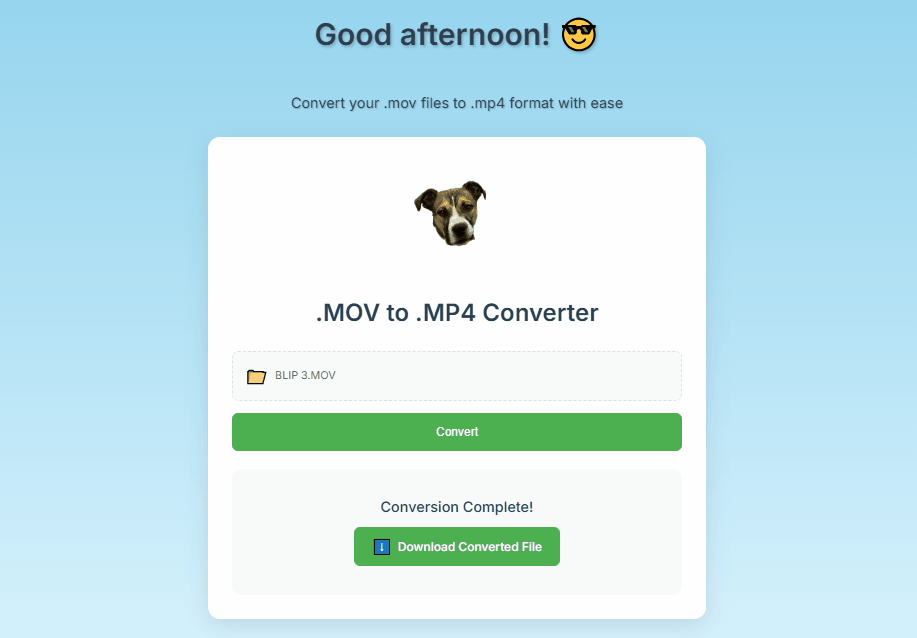 Good afternoon! 😎
Convert your .mov files to .mp4 format with ease
.MOV to .MP4 Converter
BLIP 3.MOV
Convert
Conversion Complete!
Download Converted File